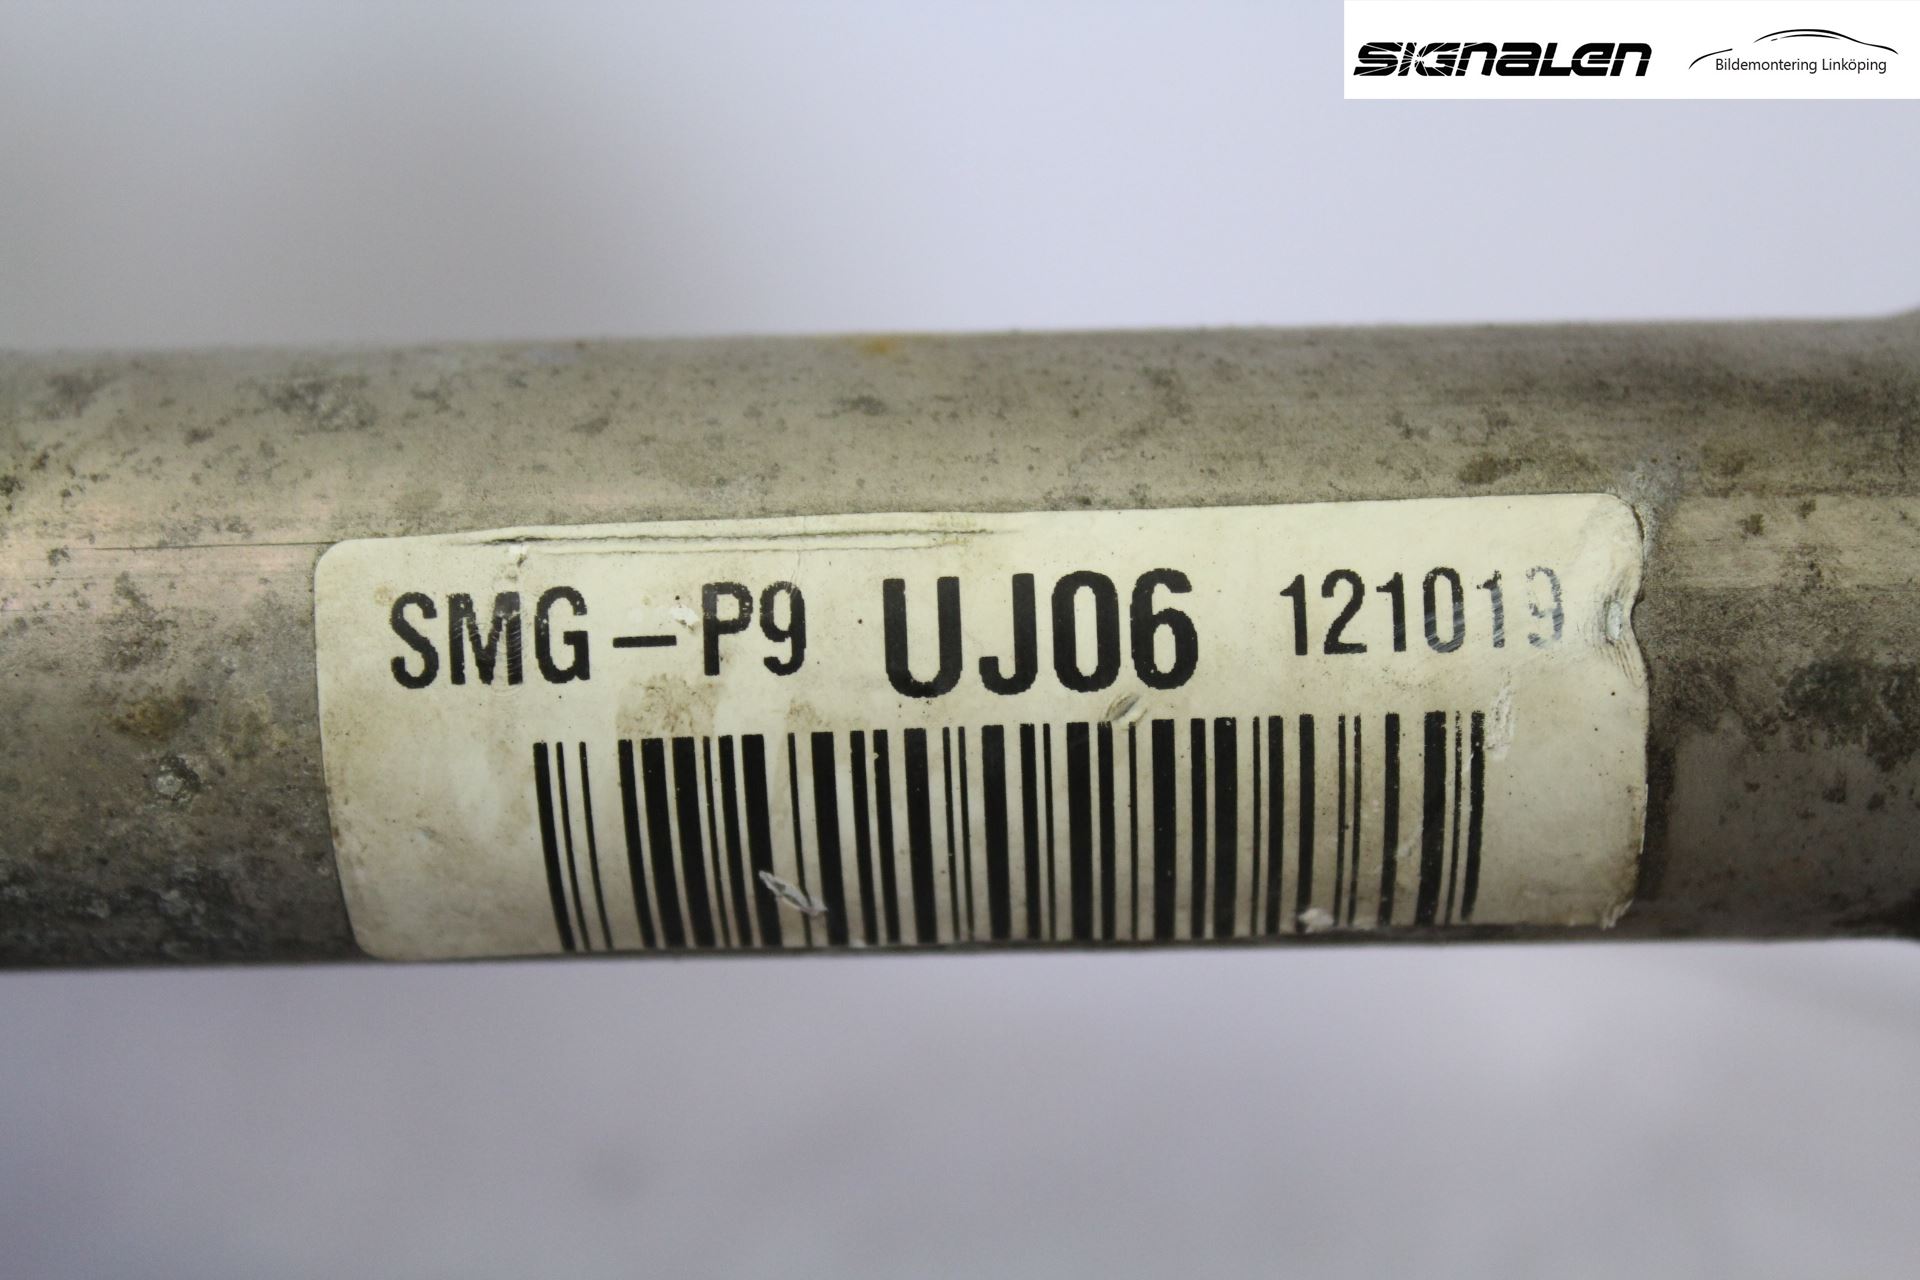 SIGNALEN Bildemontering Linköping
SMG-P9 UJ06 121019